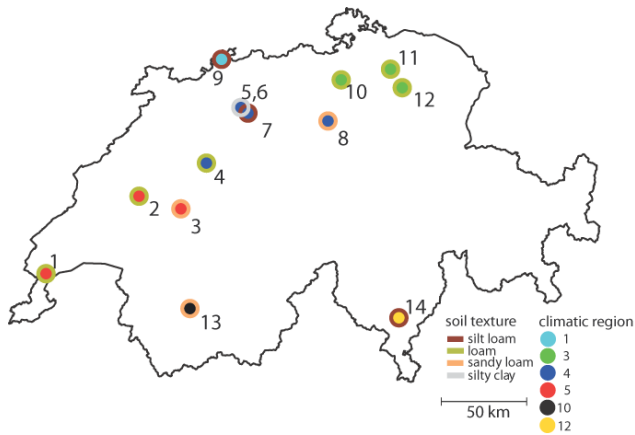 11
9
5,6
10
12
7
8
4
2
3
1
13
14
soil texture
silt loam
loam
sandy loam
silty clay
50 km
climatic region
1
3
4
5
10
12